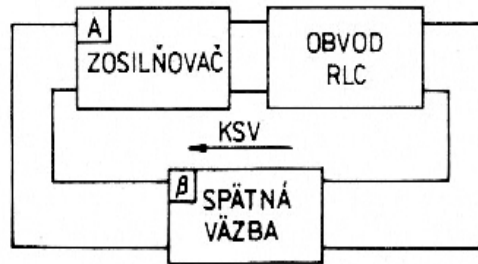 A
ZOSILŇOVAČ
OBVOD
RLC
KSV
β
SPÄTNÁ
VÄZBA